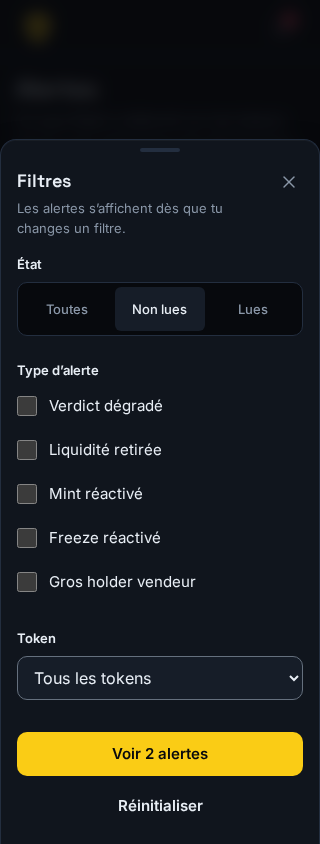 Filtres
Les alertes s’affichent dès que tu
changes un filtre.
État
Toutes
Non lues
Lues
Type d’alerte
Verdict dégradé
Liquidité retirée
Mint réactivé
Freeze réactivé
Gros holder vendeur
Token
Tous les tokens
Voir 2 alertes
Réinitialiser